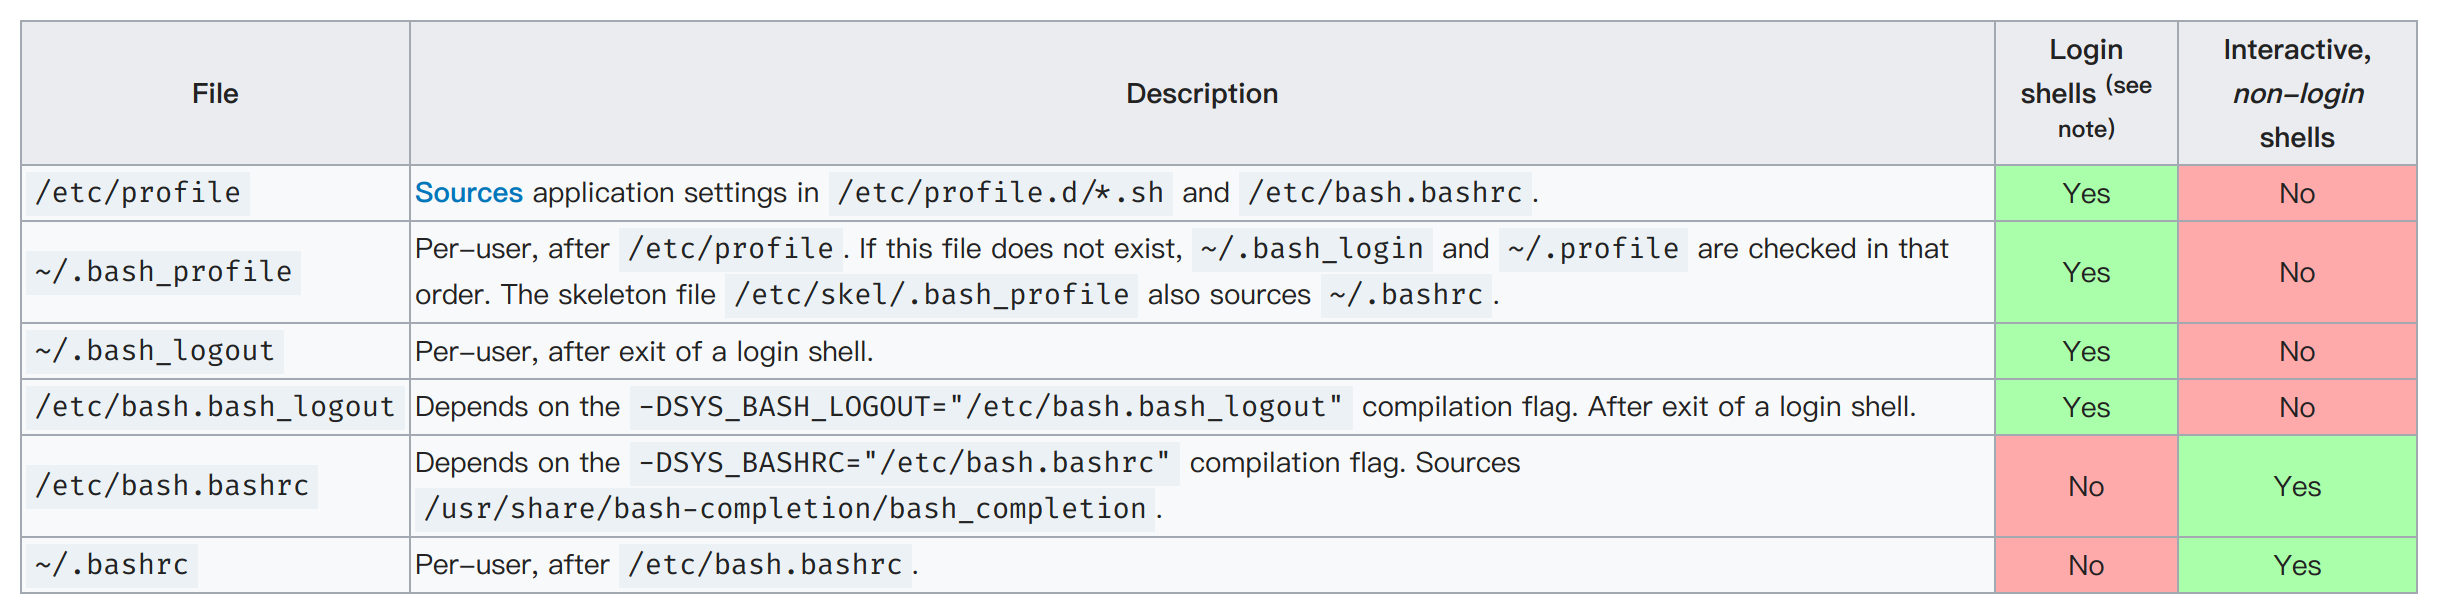 File
Description
Login
shells (see
note)
Interactive,
non-login
shells
/etc/profile
Sources application settings in /etc/profile.d/*.sh and /etc/bash.bashrc.
Yes
No
~/.bash_profile
Per-user, after /etc/profile. If this file does not exist, ~/.bash_login and ~/.profile are checked in that
order. The skeleton file /etc/skel/.bash_profile also sources ~/.bashrc.
Yes
No
~/.bash_logout
Per-user, after exit of a login shell.
Yes
No
/etc/bash.bash_logout
Depends on the -DSYS_BASH_LOGOUT="/etc/bash.bash_logout" compilation flag. After exit of a login shell.
Yes
No
/etc/bash.bashrc
Depends on the -DSYS_BASHRC="/etc/bash.bashrc" compilation flag. Sources
/usr/share/bash-completion/bash_completion.
No
Yes
~/.bashrc
Per-user, after /etc/bash.bashrc.
No
Yes